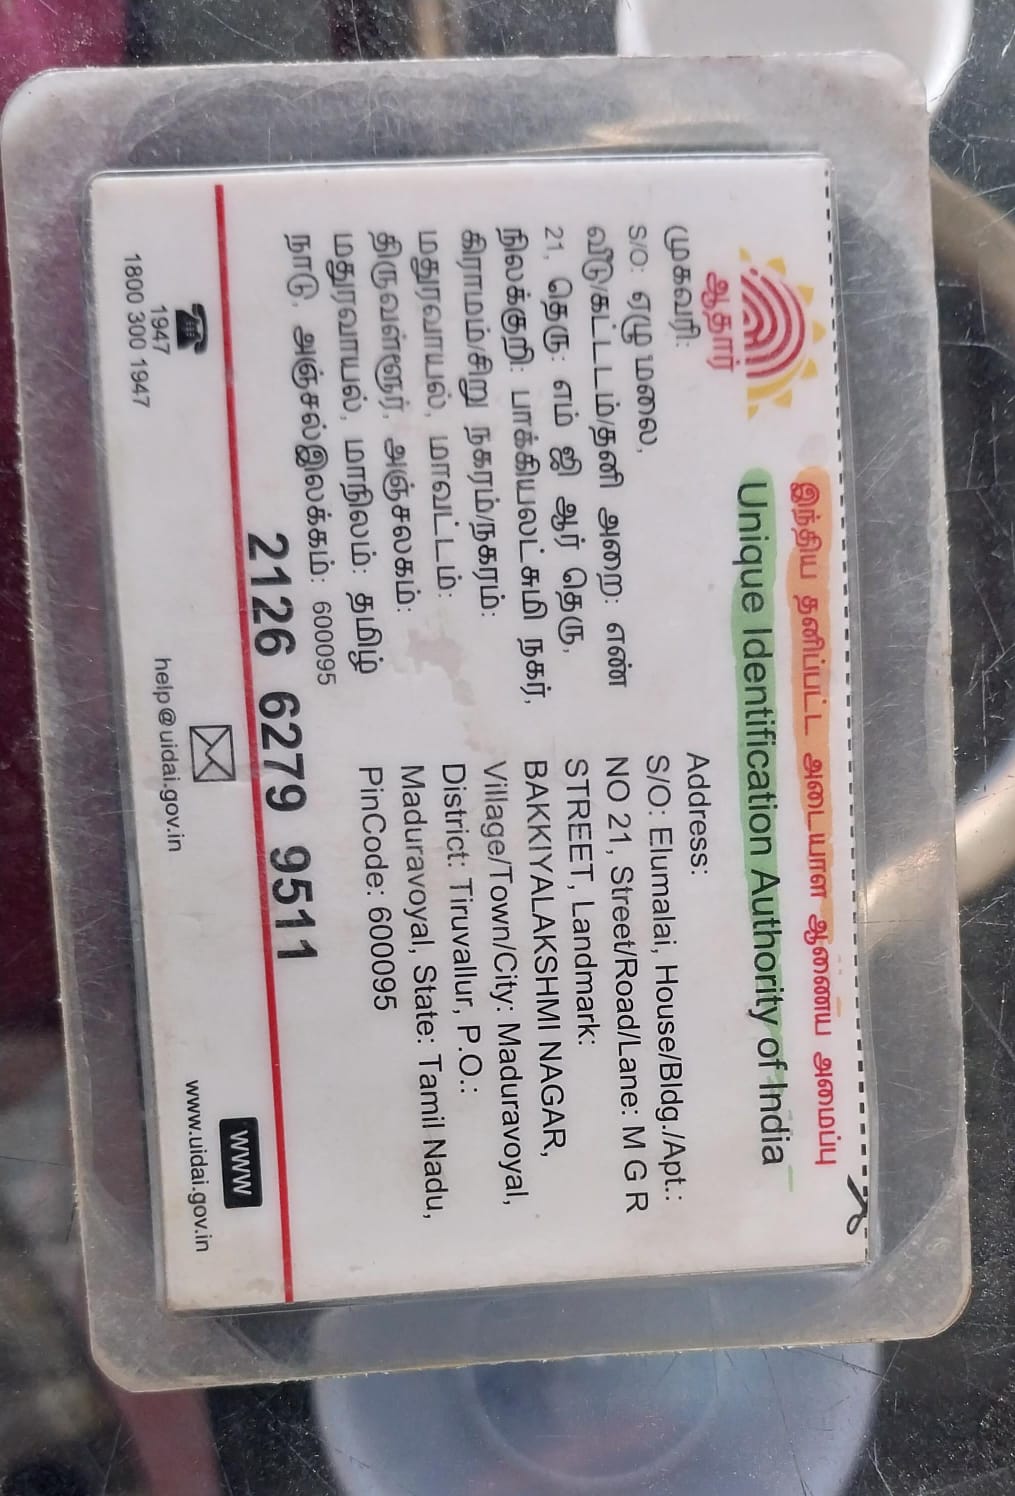 இந்திய தனிப்பட்ட அடையாள ஆணைய அமைப்பு
Unique Identification Authority of India
ஆதார்
முகவரி:
S/O: ஏழுமலை,
வீடு/கட்டடம்/தனி அறை: எண்
21, தெரு: எம் ஜி ஆர் தெரு,
நிலக்குறி: பாக்கியலட்சுமி நகர்,
கிராமம்/சிறு நகரம்/நகரம்:
மதுரவாயல், மாவட்டம்:
திருவள்ளூர், அஞ்சலகம்:
மதுரவாயல், மாநிலம்: தமிழ்
நாடு, அஞ்சல்இலக்கம்: 600095
Address:
S/O: Elumalai, House/Bldg./Apt.:
NO 21, Street/Road/Lane: M G R
STREET, Landmark:
BAKKIYALAKSHMI NAGAR,
Village/Town/City: Maduravoyal,
District: Tiruvallur, P.O.:
Maduravoyal, State: Tamil Nadu,
PinCode: 600095
2126 6279 9511
1947
1800 300 1947
help@uidai.gov.in
WWW
www.uidai.gov.in